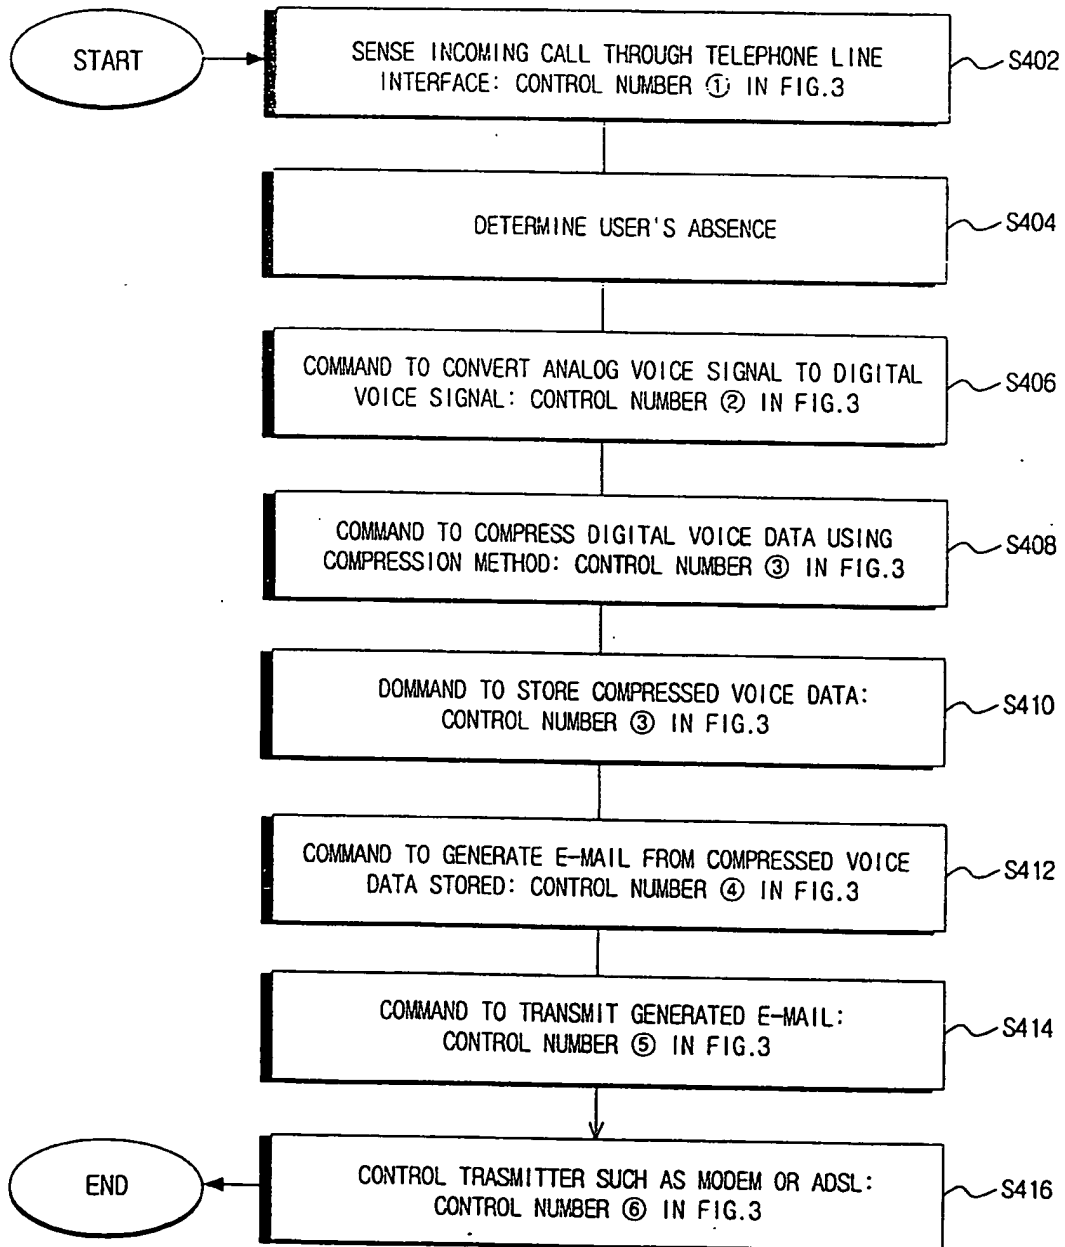 START
SENSE INCOMING CALL THROUGH TELEPHONE LINE
INTERFACE: CONTROL NUMBER ① IN FIG.3
S402
DETERMINE USER'S ABSENCE
S404
COMMAND TO CONVERT ANALOG VOICE SIGNAL TO DIGITAL
VOICE SIGNAL: CONTROL NUMBER ② IN FIG.3
S406
COMMAND TO COMPRESS DIGITAL VOICE DATA USING
COMPRESSION METHOD: CONTROL NUMBER ③ IN FIG.3
S408
DOMMAND TO STORE COMPRESSED VOICE DATA:
CONTROL NUMBER ③ IN FIG.3
S410
COMMAND TO GENERATE E-MAIL FROM COMPRESSED VOICE
DATA STORED: CONTROL NUMBER ④ IN FIG.3
S412
COMMAND TO TRANSMIT GENERATED E-MAIL:
CONTROL NUMBER ⑤ IN FIG.3
S414
END
CONTROL TRASMITTER SUCH AS MODEM OR ADSL:
CONTROL NUMBER ⑥ IN FIG.3
S416